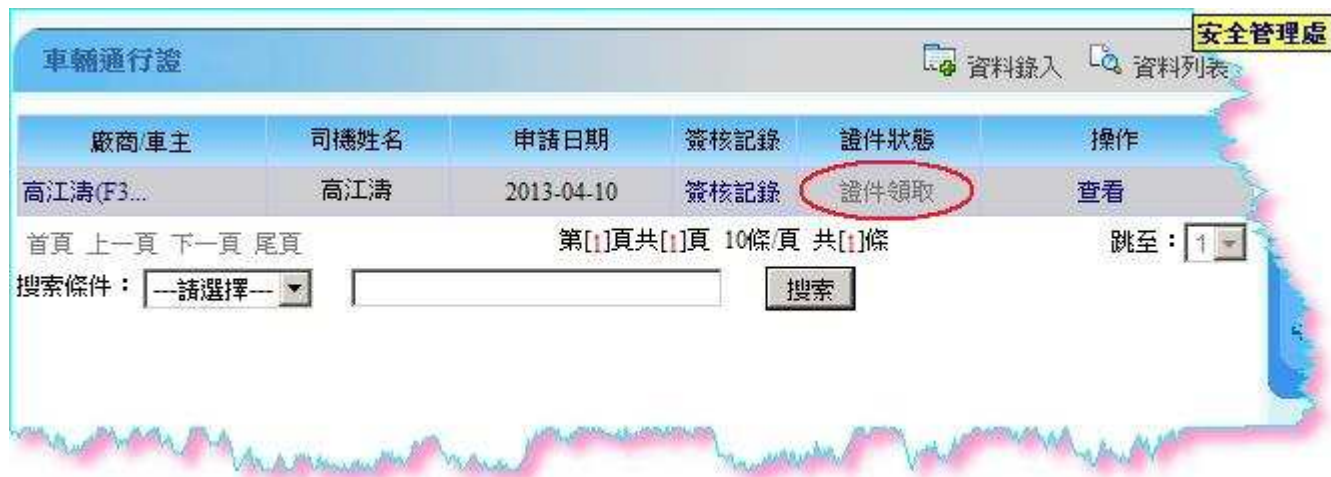 安全管理處
車輛通行證 資料錄入 資料列表
廠商/車主 司機姓名 申請日期 簽核記錄 證件狀態 操作
高江濤(F3... 高江濤 2013-04-10 簽核記錄 證件領取 查看
首頁 上一頁 下一頁 尾頁 第[1]頁共[1]頁 10條/頁 共[1]條 跳至：1
搜索條件： ---請選擇--- 搜索